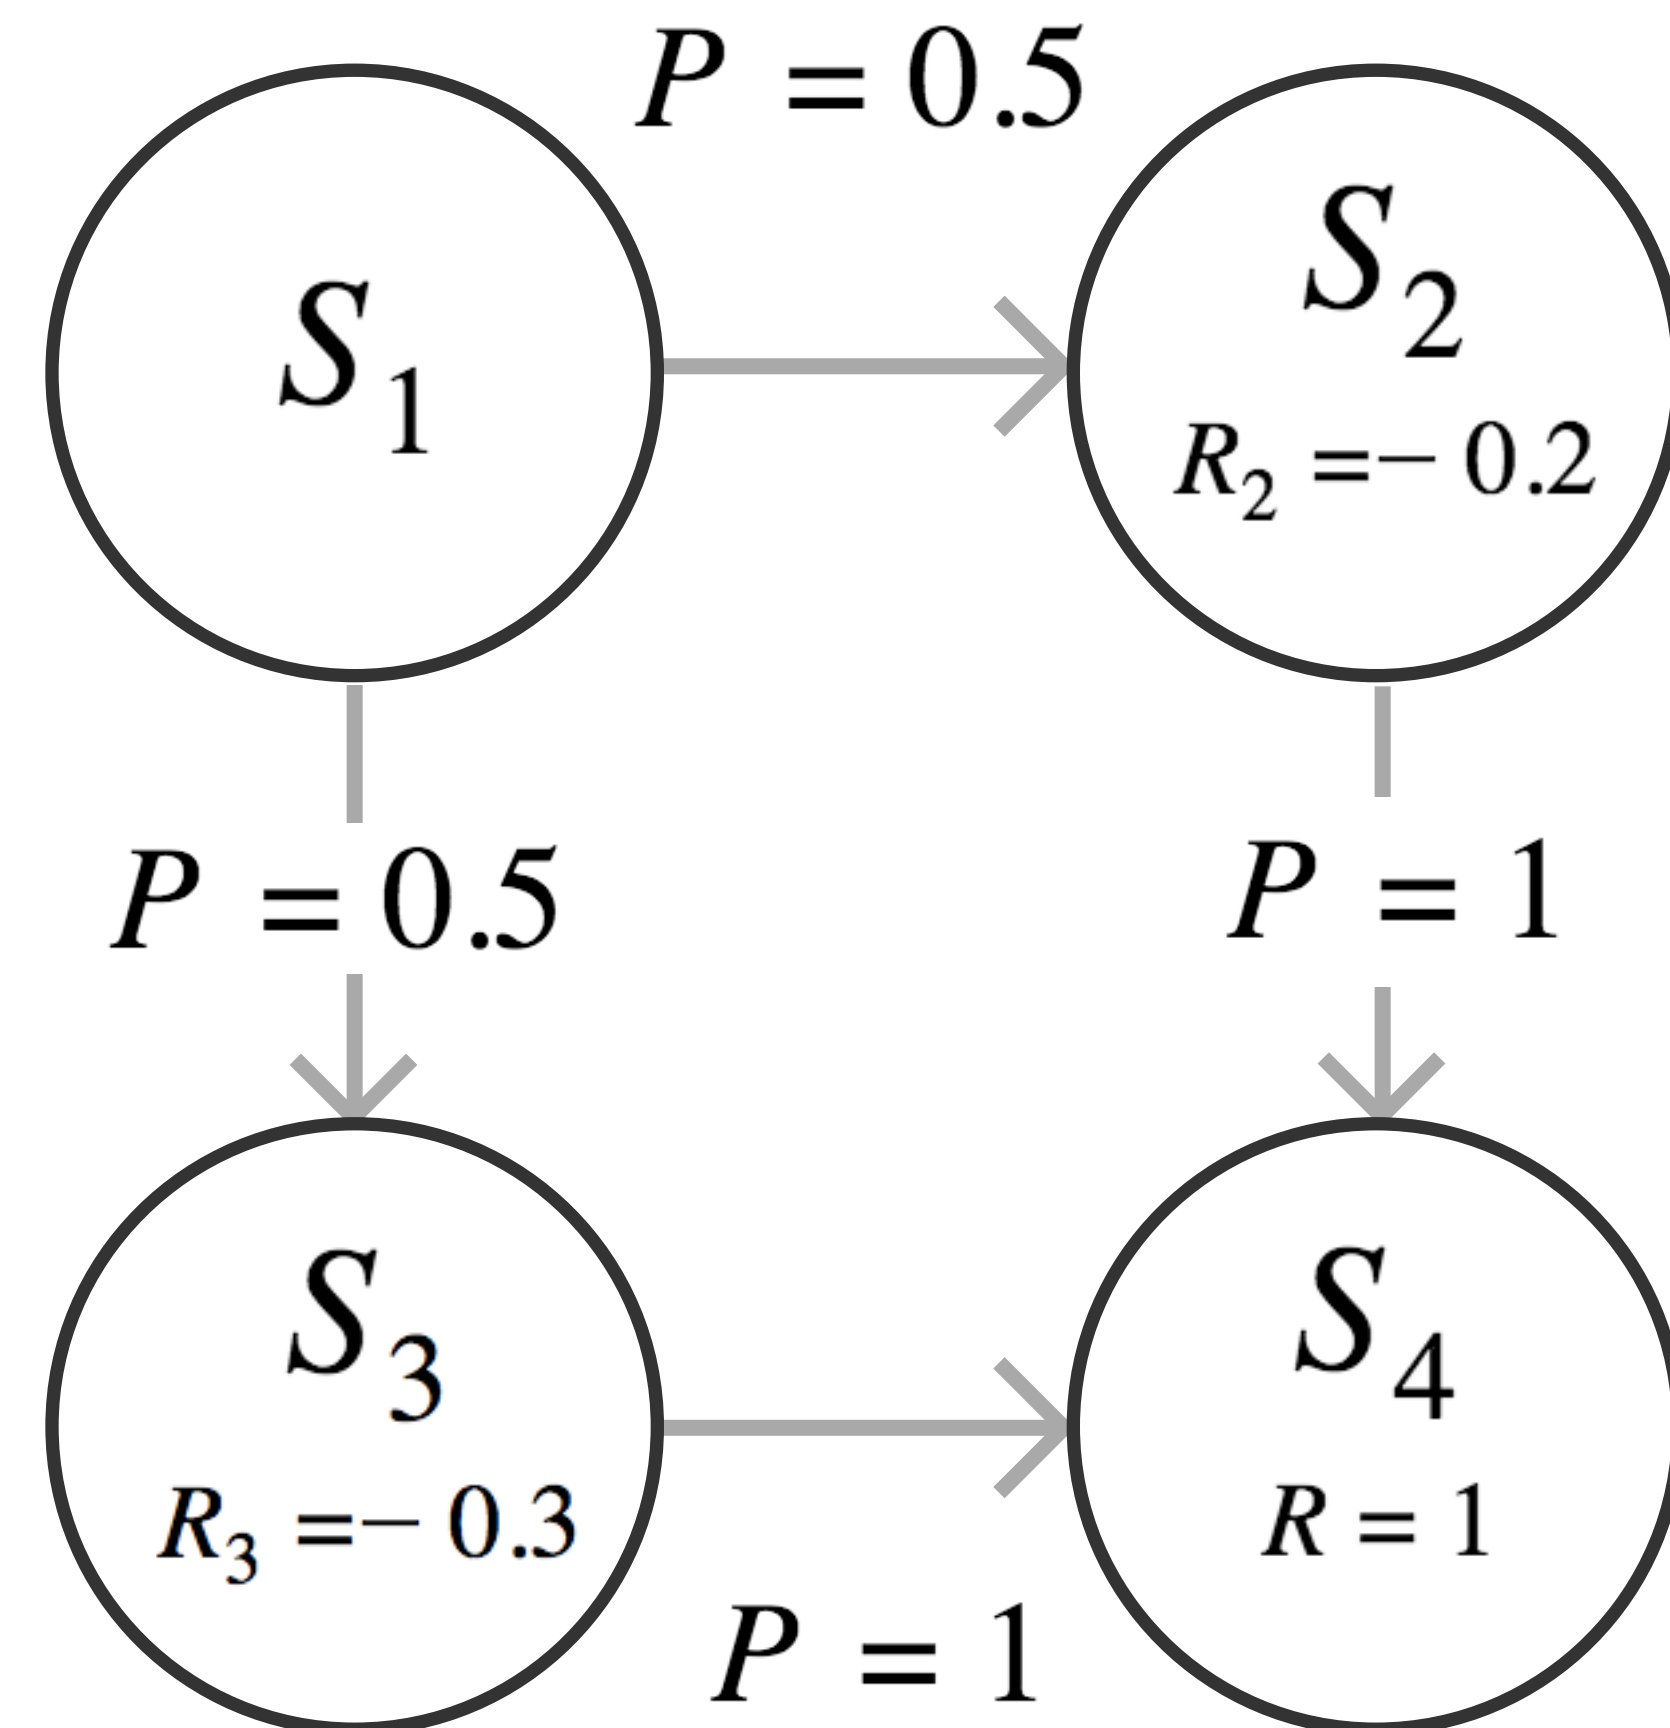 P = 0.5
S1
S2
R2 =− 0.2
P = 0.5
P = 1
S3
R3 =− 0.3
S4
R = 1
P = 1